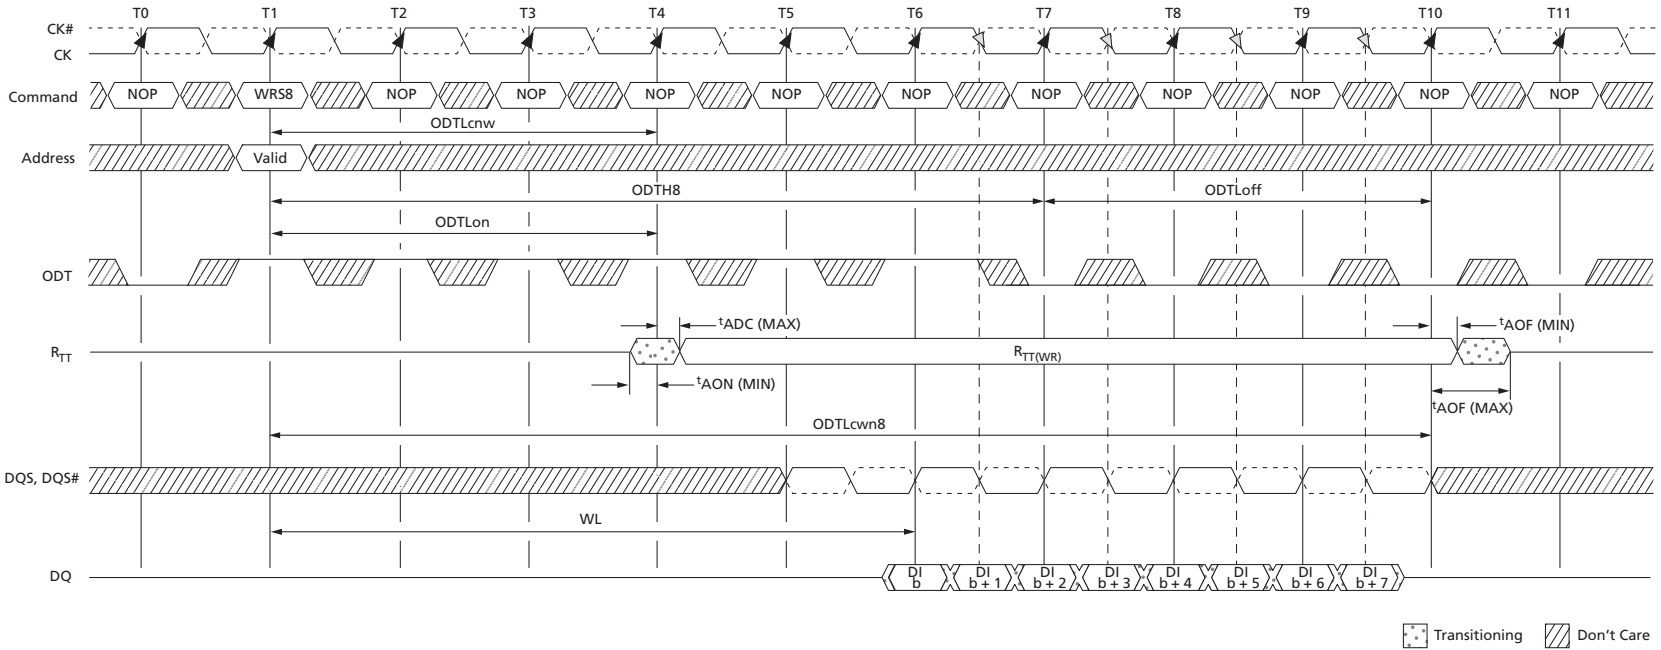 T0 T1 T2 T3 T4 T5 T6 T7 T8 T9 T10 T11
CK#
CK
Command NOP WRS8 NOP NOP NOP NOP NOP NOP NOP NOP NOP NOP
ODTLcnw
Address Valid
ODTH8 ODTLoff
ODTLon
ODT
tADC (MAX) tAOF (MIN)
RTT RTT(WR)
tAON (MIN)
tAOF (MAX)
ODTLcwn8
DQS, DQS#
WL
DQ
DI b
DI b + 1
DI b + 2
DI b + 3
DI b + 4
DI b + 5
DI b + 6
DI b + 7
Transitioning Don't Care